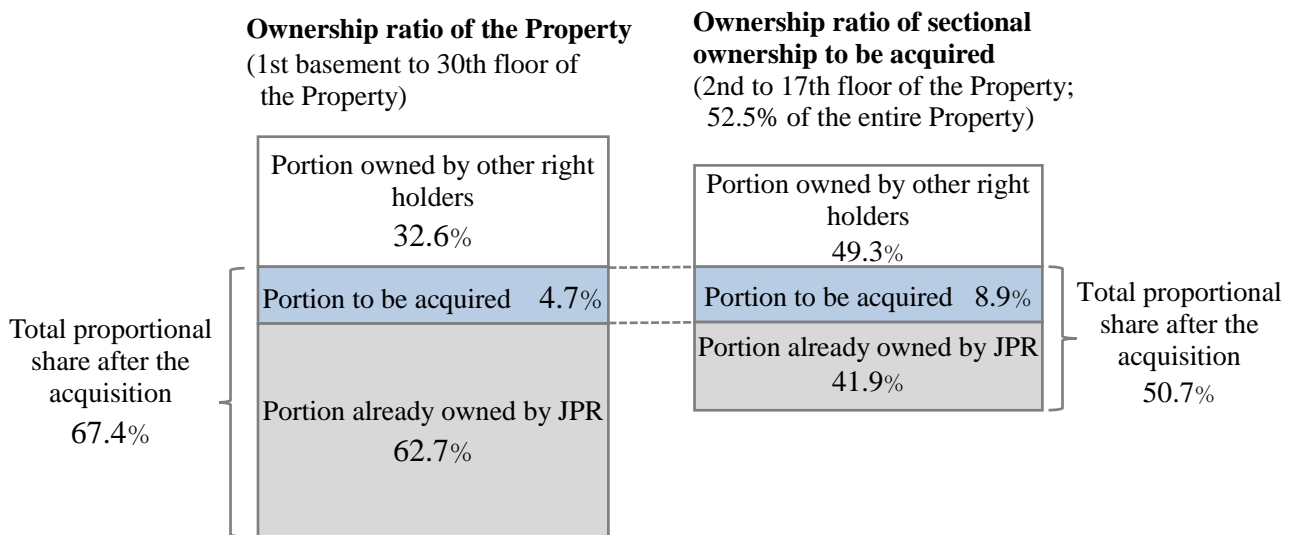 Ownership ratio of the Property
(1st basement to 30th floor of
the Property)
Portion owned by other right
holders
32.6%
Portion to be acquired 4.7%
Portion already owned by JPR
62.7%
Total proportional
share after the
acquisition
67.4%
Ownership ratio of sectional
ownership to be acquired
(2nd to 17th floor of the Property;
52.5% of the entire Property)
Portion owned by other right
holders
49.3%
Portion to be acquired 8.9%
Portion already owned by JPR
41.9%
Total proportional
share after the
acquisition
50.7%